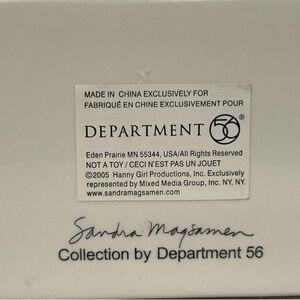 MADE IN CHINA EXCLUSIVELY FOR
FABRIQUÉ EN CHINE EXCLUSIVEMENT POUR
DEPARTMENT 56®
Eden Prairie MN 55344, USA/All Rights Reserved
NOT A TOY / CECI N'EST PAS UN JOUET
©2005 Hanny Girl Productions, Inc. Exclusively
represented by Mixed Media Group, Inc. NY, NY.
www.sandramagsamen.com
Sandra Magsamen
Collection by Department 56